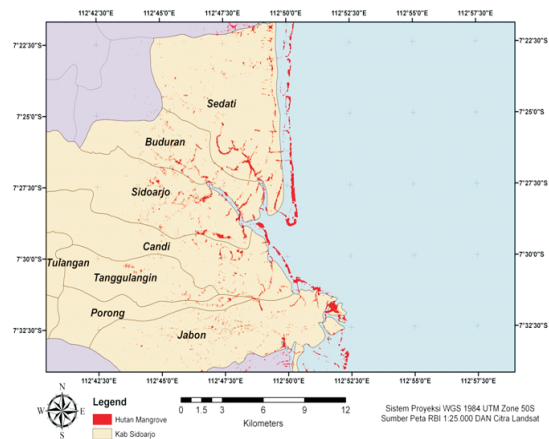 112°42'30"E 112°45'0"E 112°47'30"E 112°50'0"E 112°52'30"E 112°55'0"E 112°57'30"E
7°22'30"S 7°22'30"S
Sedati
7°25'0"S 7°25'0"S
Buduran
7°27'30"S 7°27'30"S
Sidoarjo
Candi
7°30'0"S 7°30'0"S
Tulangan
Tanggulangin
Porong
7°32'30"S 7°32'30"S
Jabon
112°42'30"E 112°45'0"E 112°47'30"E 112°50'0"E 112°52'30"E 112°55'0"E 112°57'30"E
N
W E
S
Legend
Hutan Mangrove
Kab Sidoarjo
0 1.5 3 6 9 12
Kilometers
Sistem Proyeksi WGS 1984 UTM Zone 50S
Sumber Peta RBI 1:25.000 DAN Citra Landsat